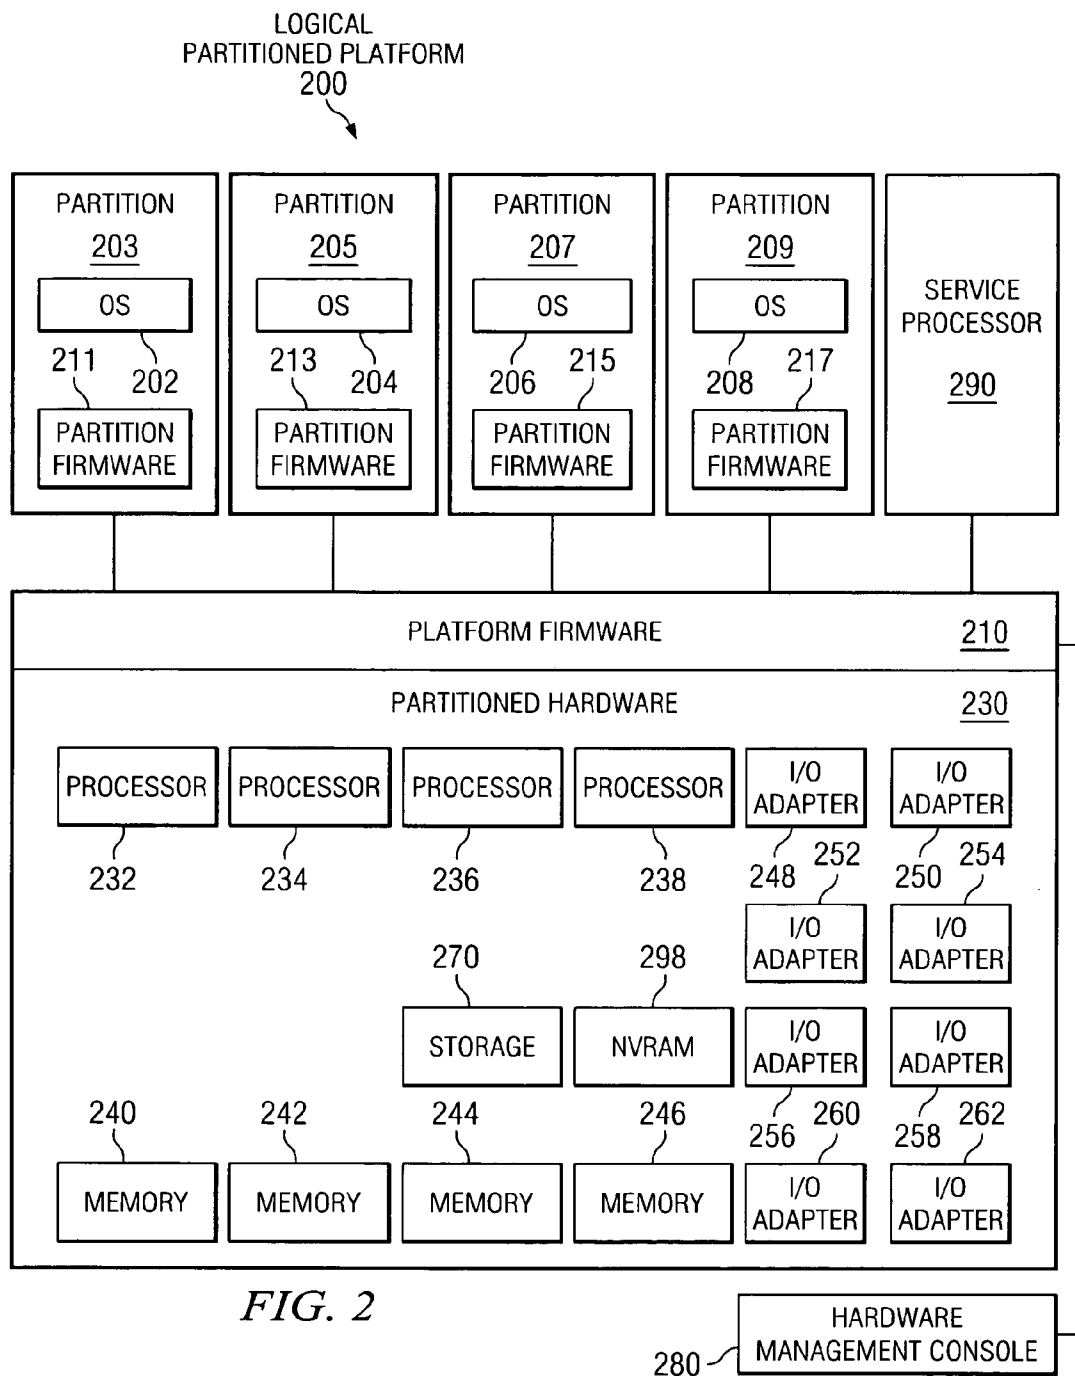 LOGICAL
PARTITIONED PLATFORM
200
PARTITION
203
OS
211
202
PARTITION
FIRMWARE
PARTITION
205
OS
213
204
PARTITION
FIRMWARE
PARTITION
207
OS
206
215
PARTITION
FIRMWARE
PARTITION
209
OS
208
217
PARTITION
FIRMWARE
SERVICE
PROCESSOR
290
PLATFORM FIRMWARE
210
PARTITIONED HARDWARE
230
PROCESSOR
PROCESSOR
PROCESSOR
PROCESSOR
I/O
ADAPTER
I/O
ADAPTER
232
234
236
238
248
252
250
254
I/O
ADAPTER
I/O
ADAPTER
270
298
STORAGE
NVRAM
I/O
ADAPTER
I/O
ADAPTER
240
242
244
246
256
260
258
262
MEMORY
MEMORY
MEMORY
MEMORY
I/O
ADAPTER
I/O
ADAPTER
FIG. 2
280
HARDWARE
MANAGEMENT CONSOLE